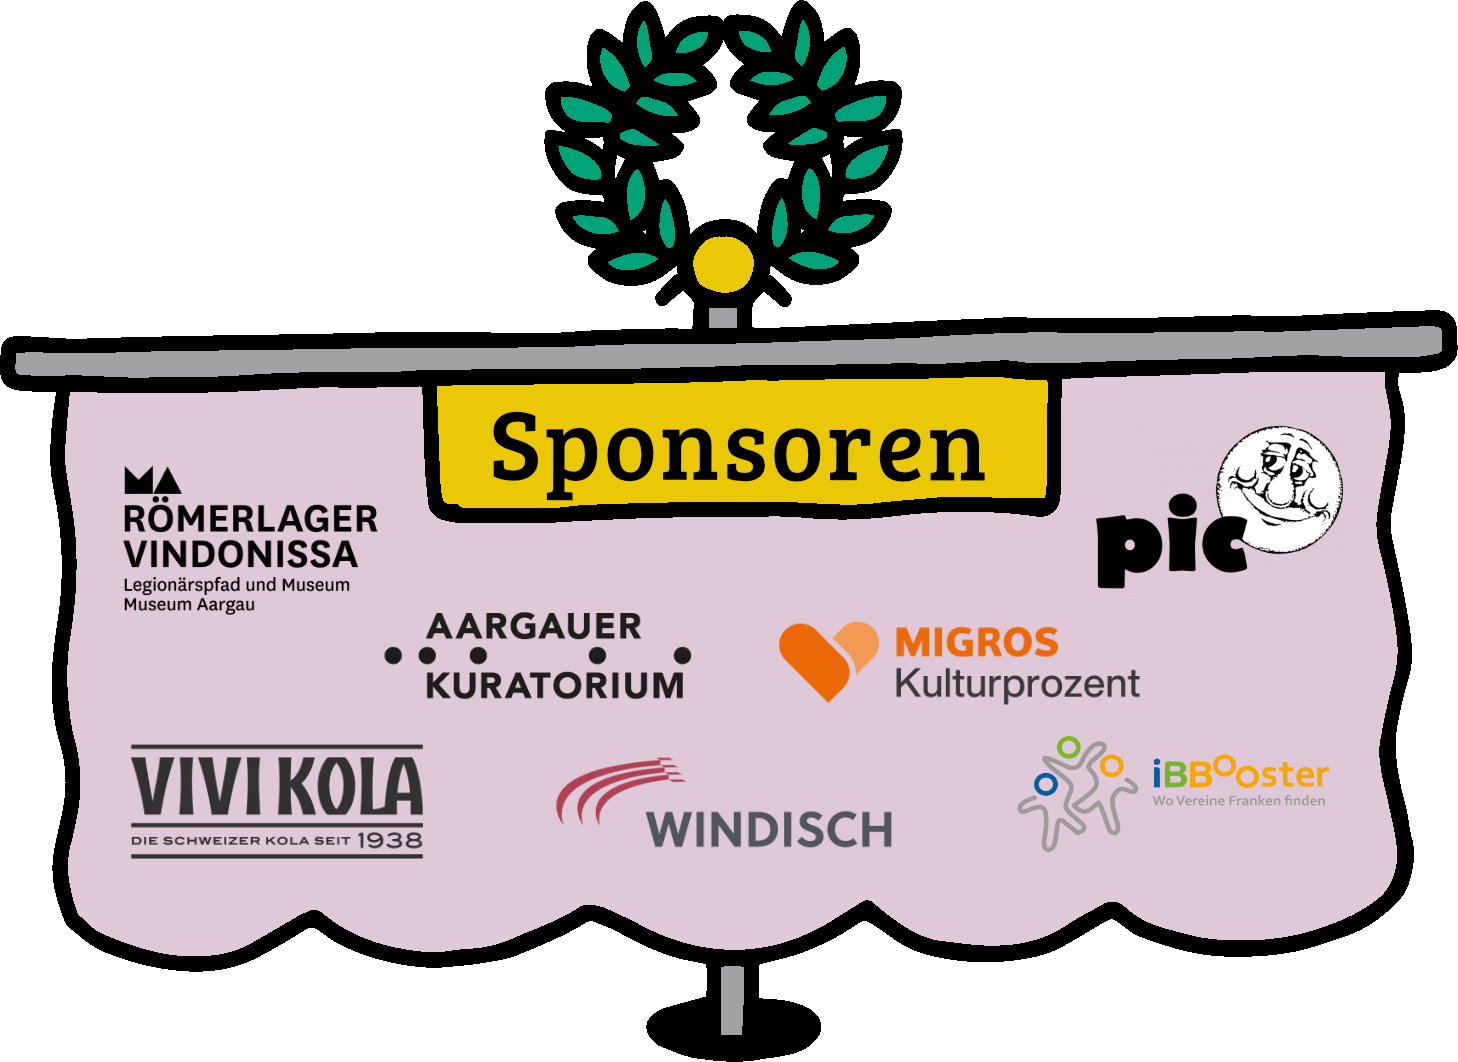 Sponsoren
MA
RÖMERLAGER
VINDONISSA
Legionärspfad und Museum
Museum Aargau
pic
AARGAUER
KURATORIUM
MIGROS
Kulturprozent
VIVI KOLA
DIE SCHWEIZER KOLA SEIT 1938
WINDISCH
iBBooster
Wo Vereine Franken finden